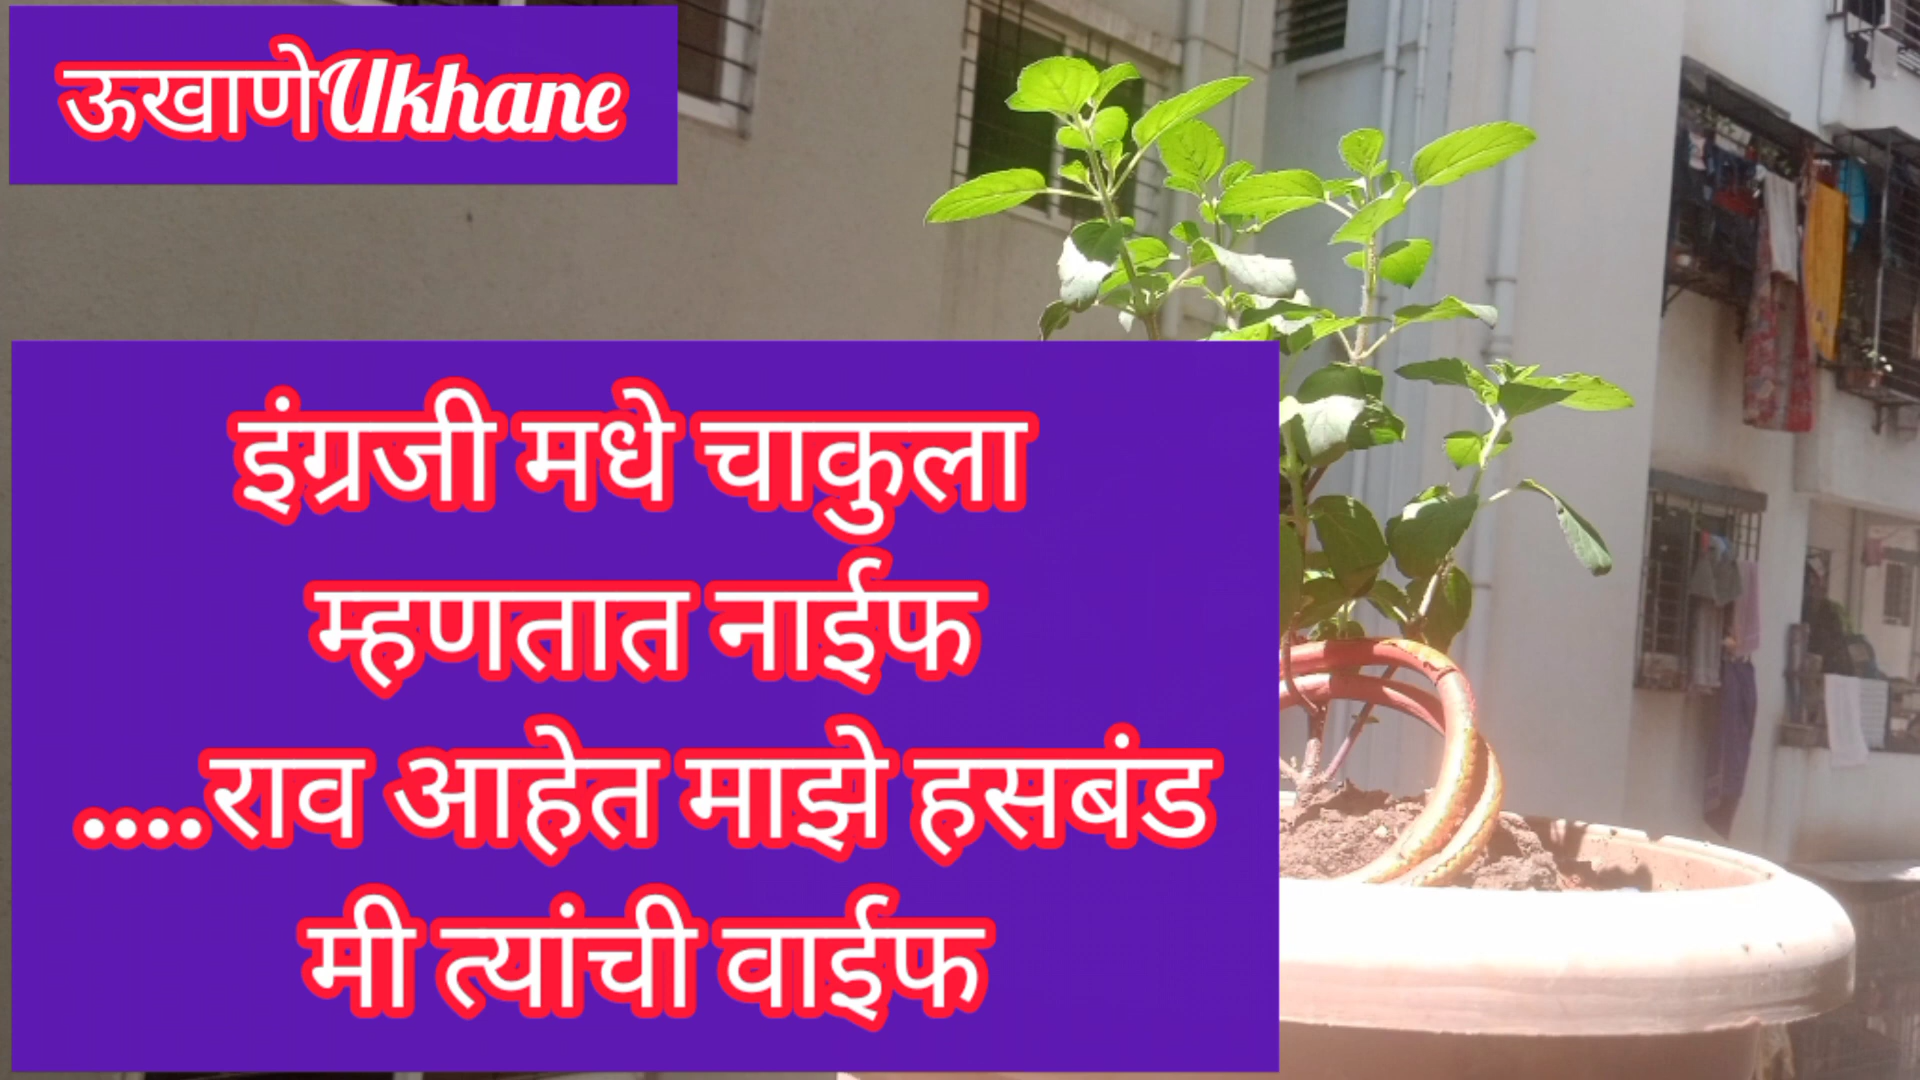 ऊखाणेUkhane
इंग्रजी मधे चाकुला
म्हणतात नाईफ
....राव आहेत माझे हसबंड
मी त्यांची वाईफ